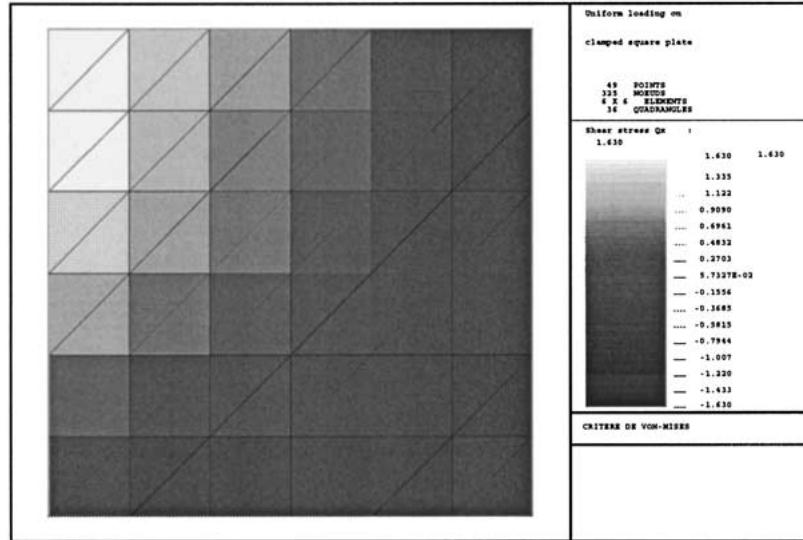 Uniform loading on
clamped square plate
49 POINTS
325 NOEUDS
6 X 6 ELEMENTS
36 QUADRANGLES
Shear stress Qx :
1.630
1.630 1.630
1.335
1.122
0.9090
0.6961
0.4832
0.2703
5.7327E-02
-0.1556
-0.3685
-0.5815
-0.7944
-1.007
-1.220
-1.433
-1.630
CRITERE DE VON-MISES